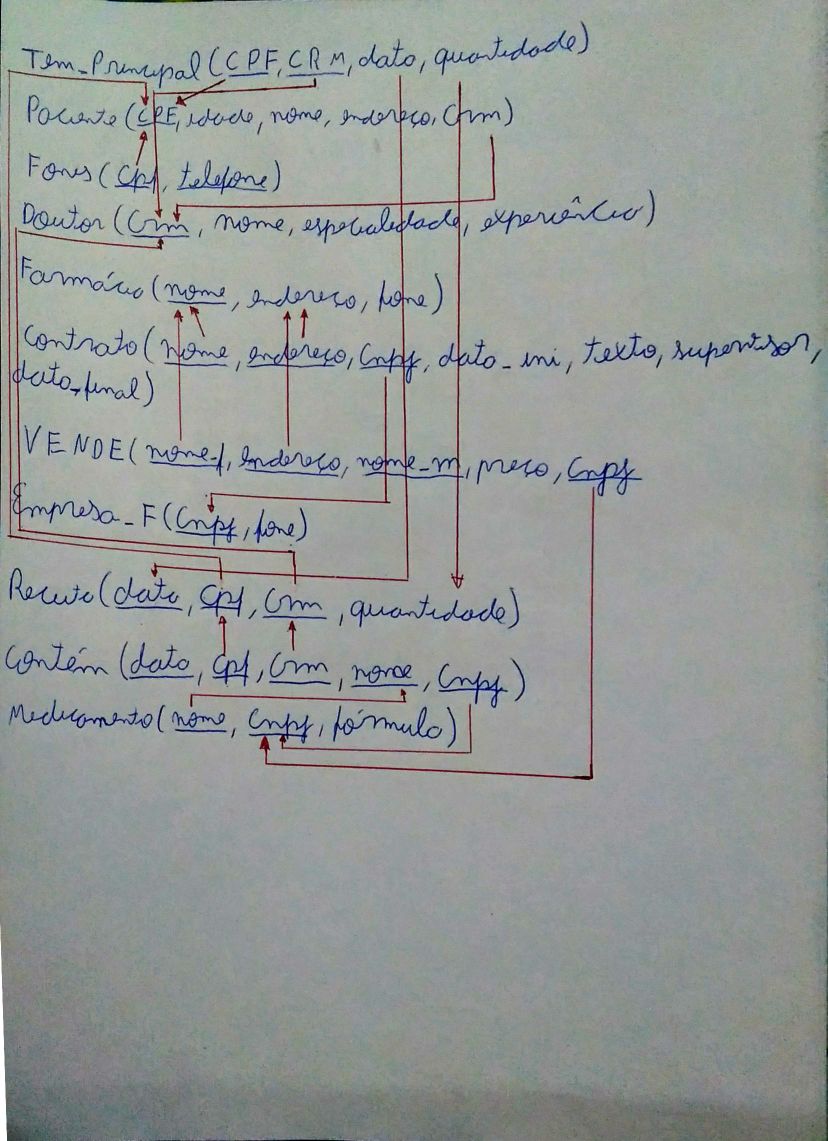 Tem_Principal(CPF, CRM, data, quantidade)
Paciente(CPF, idade, nome, endereço, Crm)
Fones(Cpf, telefone)
Doutor(Crm, nome, especialidade, experiência)
Farmácia(nome, endereço, fone)
Contrato(nome, endereço, Cnpj, data_ini, texto, supervisor,
data_final)
VENDE(nome_f, endereço, nome_m, preço, Cnpj
Empresa_F(Cnpj, fone)
Receita(data, Cpf, Crm, quantidade)
Contém (data, Cpf, Crm, nome, Cnpj)
Medicamento(nome, Cnpj, fórmula)